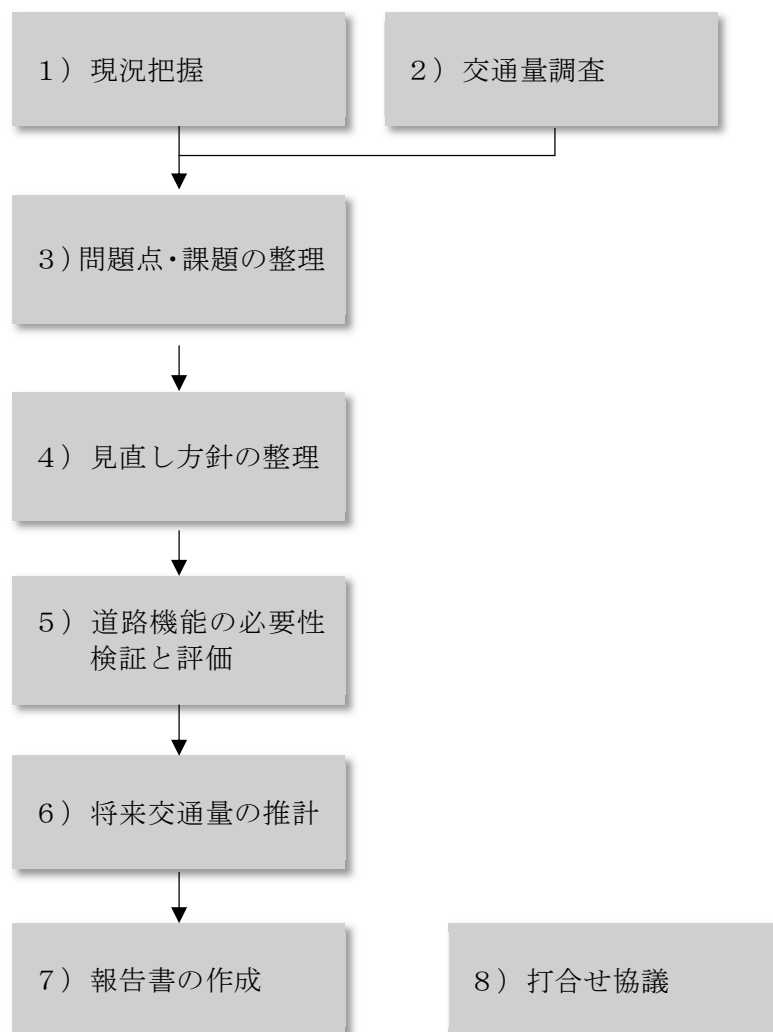 １）現況把握
２）交通量調査
３）問題点・課題の整理
４）見直し方針の整理
５）道路機能の必要性
検証と評価
６）将来交通量の推計
７）報告書の作成
８）打合せ協議